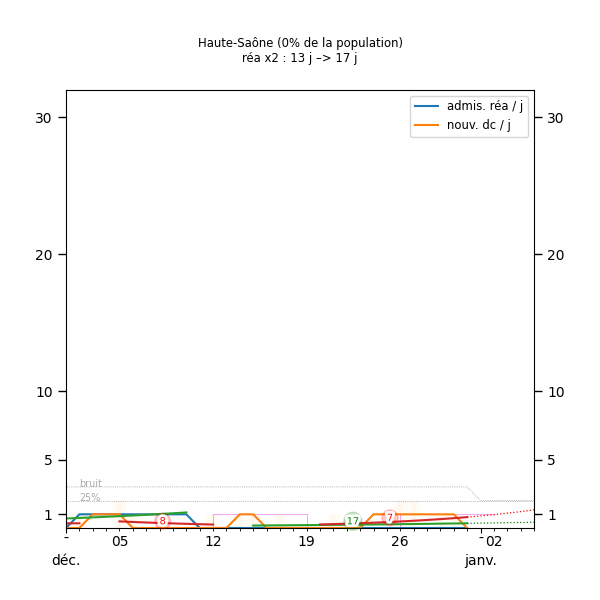 Haute-Saône (0% de la population)
réa x2 : 13 j –> 17 j
admis. réa / j
nouv. dc / j
30
30
20
20
10
10
5
5
bruit
25%
1
1
8
17
7
05
12
19
26
02
déc.
janv.